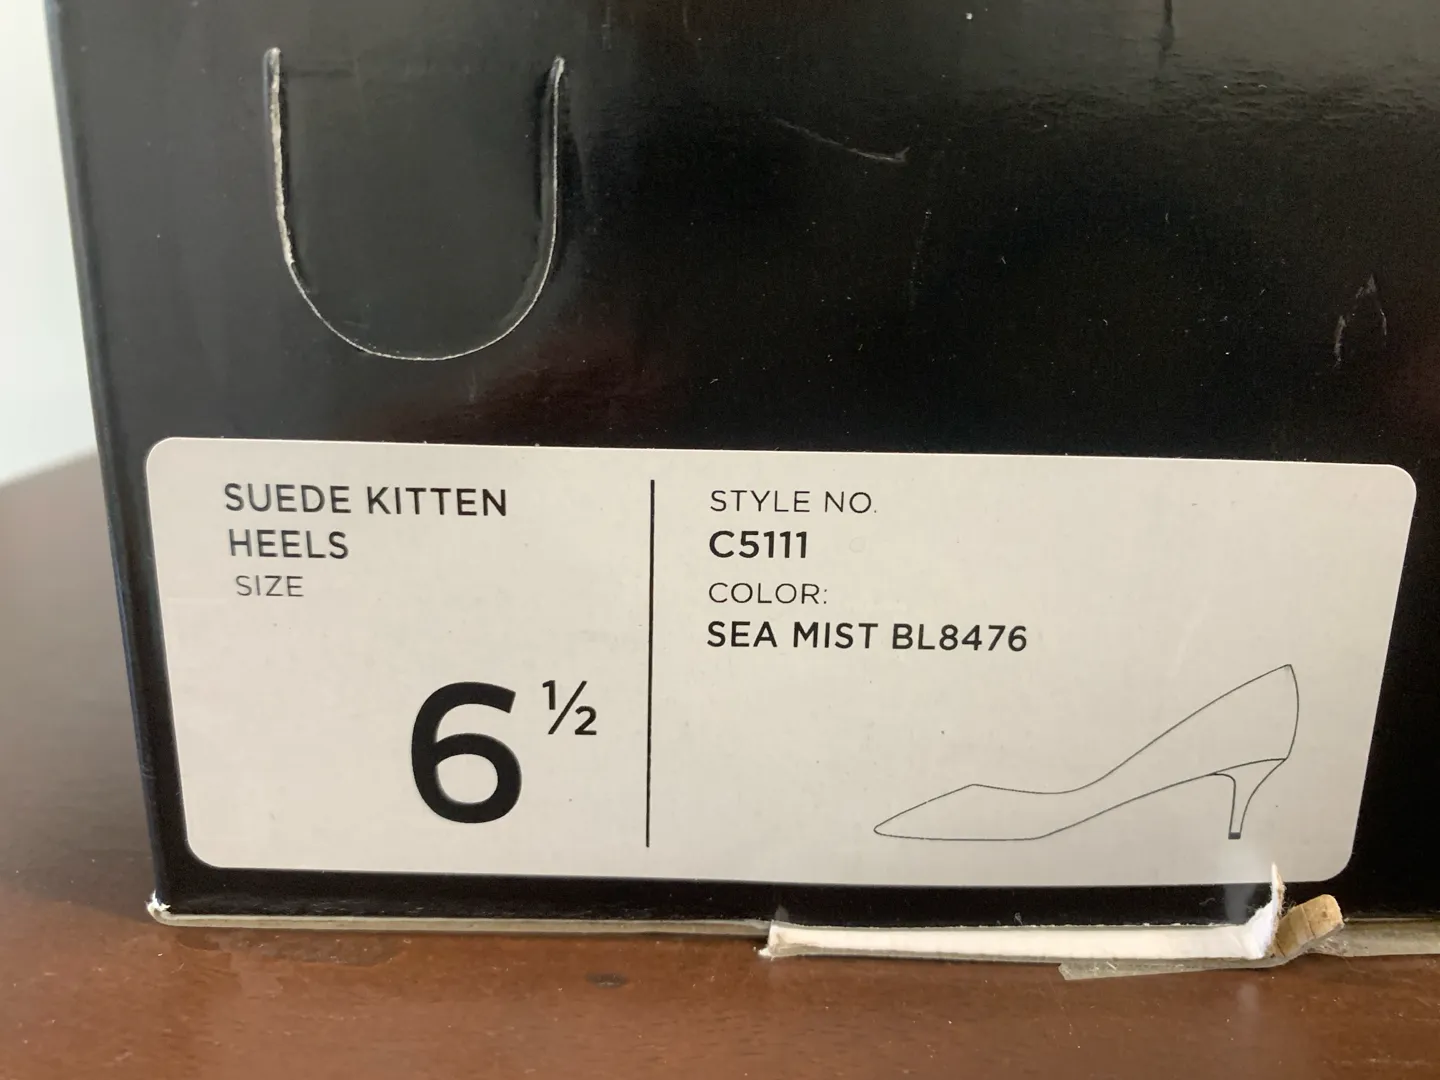 SUEDE KITTEN
HEELS
SIZE
6 ½
STYLE NO.
C5111
COLOR:
SEA MIST BL8476